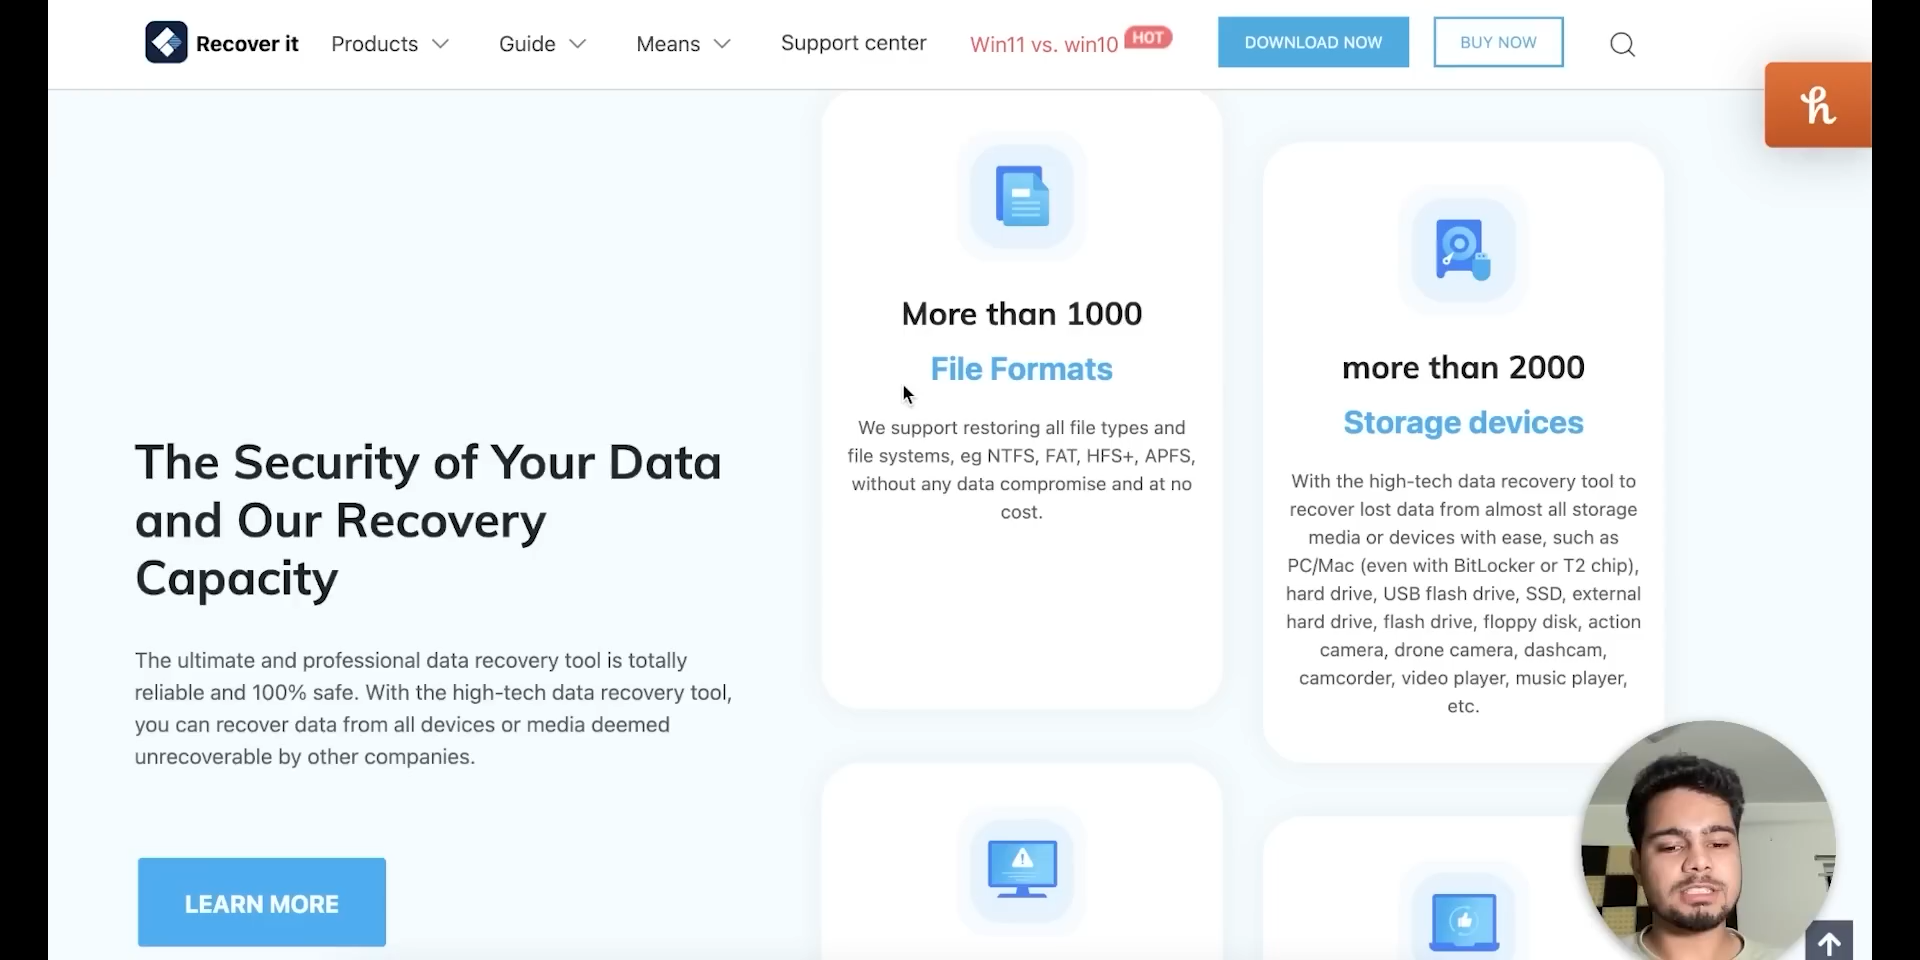 Recover it
Products
Guide
Means
Support center
Win11 vs. win10
HOT
DOWNLOAD NOW
BUY NOW
The Security of Your Data
and Our Recovery
Capacity
The ultimate and professional data recovery tool is totally
reliable and 100% safe. With the high-tech data recovery tool,
you can recover data from all devices or media deemed
unrecoverable by other companies.
LEARN MORE
More than 1000
File Formats
We support restoring all file types and
file systems, eg NTFS, FAT, HFS+, APFS,
without any data compromise and at no
cost.
more than 2000
Storage devices
With the high-tech data recovery tool to
recover lost data from almost all storage
media or devices with ease, such as
PC/Mac (even with BitLocker or T2 chip),
hard drive, USB flash drive, SSD, external
hard drive, flash drive, floppy disk, action
camera, drone camera, dashcam,
camcorder, video player, music player,
etc.